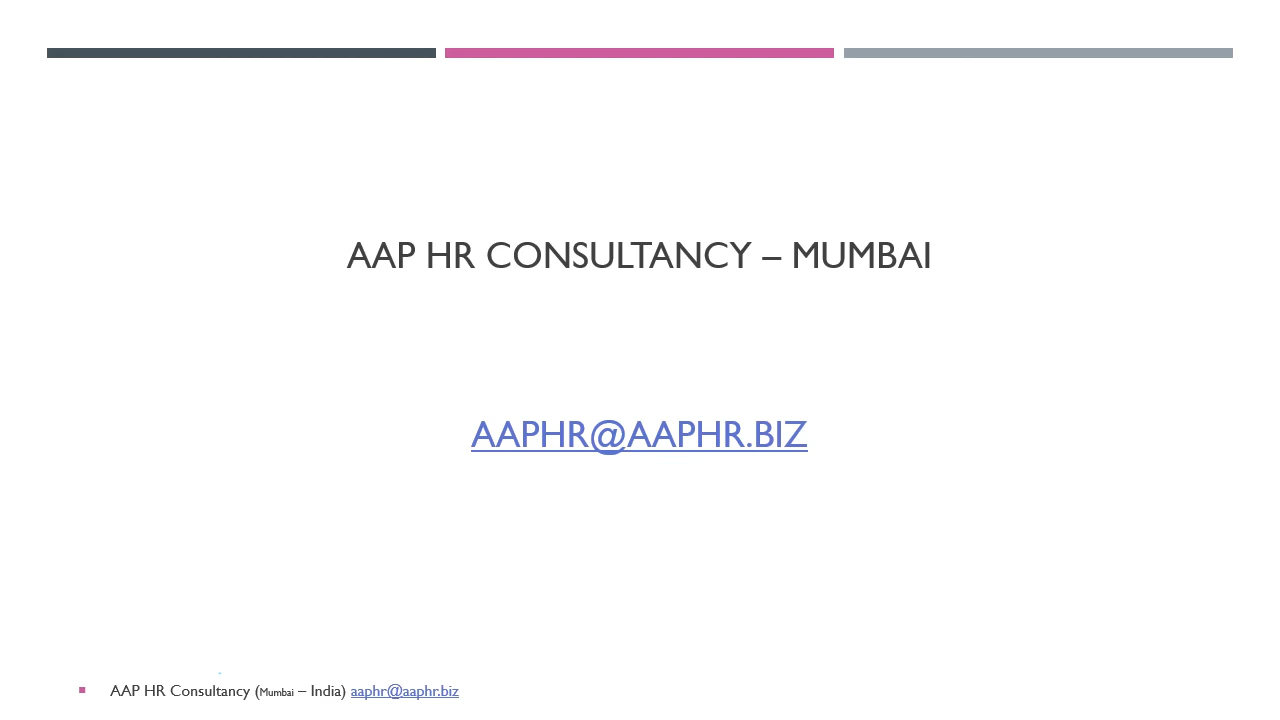 AAP HR CONSULTANCY – MUMBAI
AAPHR@AAPHR.BIZ
AAP HR Consultancy (Mumbai – India) aaphr@aaphr.biz